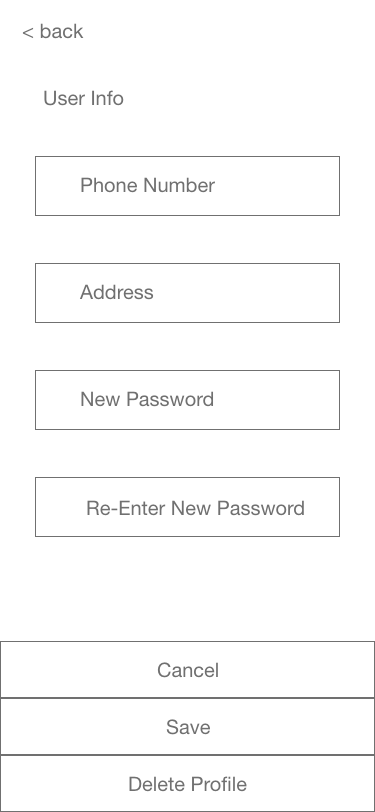 < back
User Info
Phone Number
Address
New Password
Re-Enter New Password
Cancel
Save
Delete Profile